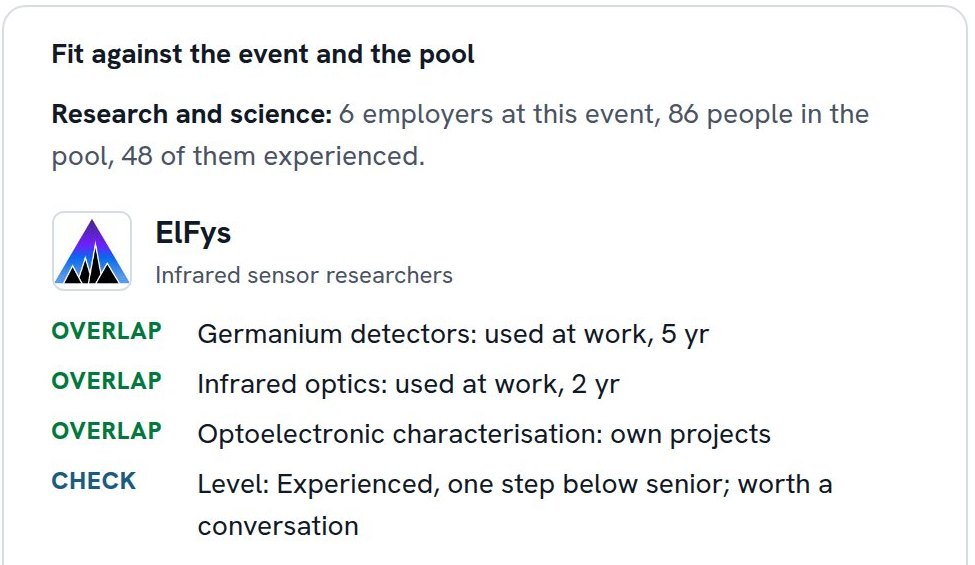 Fit against the event and the pool
Research and science: 6 employers at this event, 86 people in the
pool, 48 of them experienced.
ElFys
Infrared sensor researchers
OVERLAP Germanium detectors: used at work, 5 yr
OVERLAP Infrared optics: used at work, 2 yr
OVERLAP Optoelectronic characterisation: own projects
CHECK Level: Experienced, one step below senior; worth a
conversation